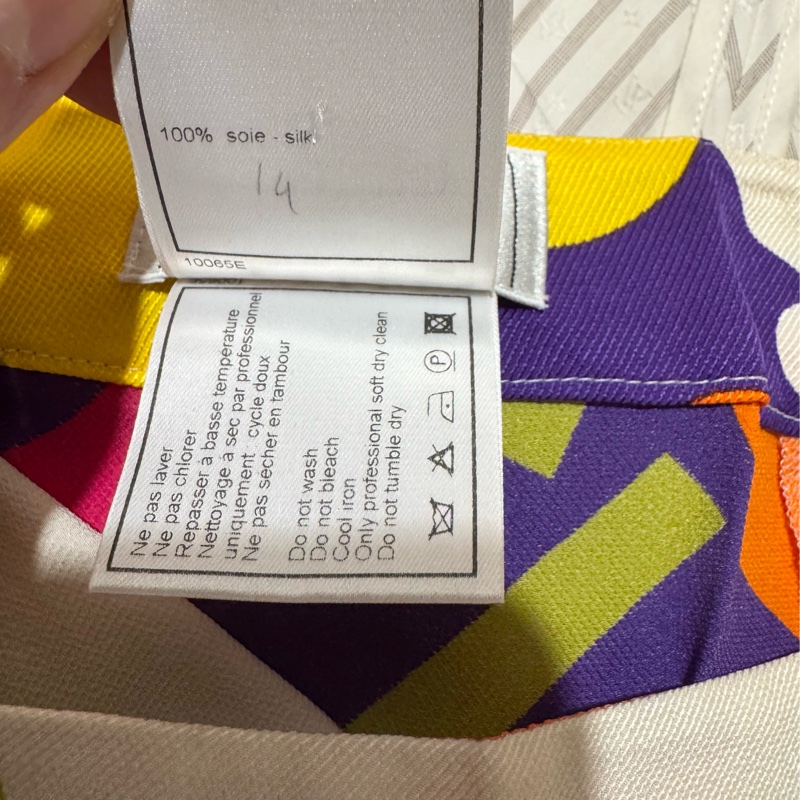 100% soie - silk
14
10065E
Ne pas laver
Ne pas chlorer
Repasser à basse température
Nettoyage à sec par professionnel
uniquement cycle doux
Ne pas sécher en tambour
Do not wash
Do not bleach
Cool iron
Only professional soft dry clean
Do not tumble dry
P